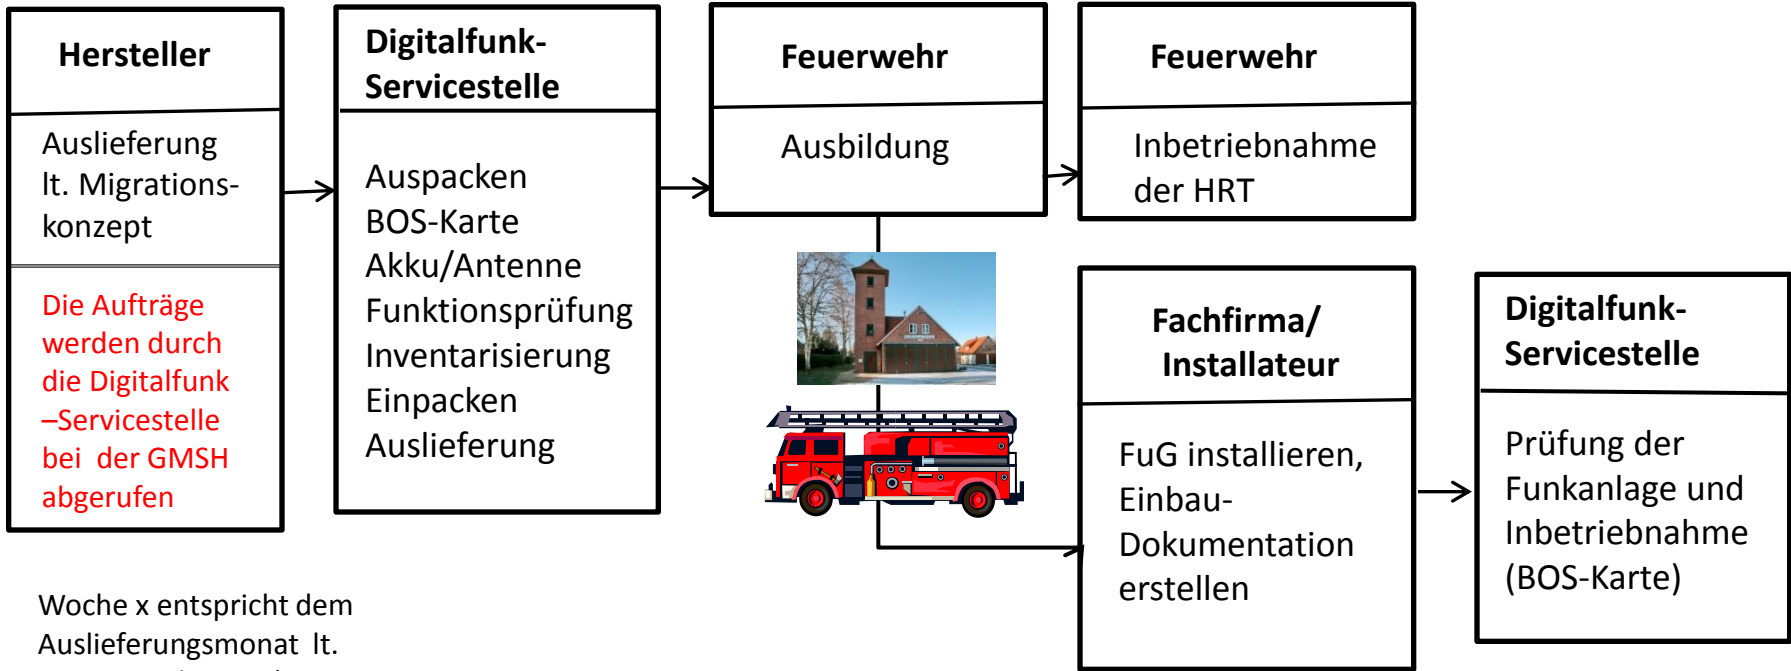 Hersteller
Auslieferung
lt. Migrations-
konzept
Die Aufträge
werden durch
die Digitalfunk
–Servicestelle
bei der GMSH
abgerufen
Digitalfunk-
Servicestelle
Auspacken
BOS-Karte
Akku/Antenne
Funktionsprüfung
Inventarisierung
Einpacken
Auslieferung
Feuerwehr
Ausbildung
Feuerwehr
Inbetriebnahme
der HRT
Fachfirma/
Installateur
FuG installieren,
Einbau-
Dokumentation
erstellen
Digitalfunk-
Servicestelle
Prüfung der
Funkanlage und
Inbetriebnahme
(BOS-Karte)
Woche x entspricht dem
Auslieferungsmonat lt.